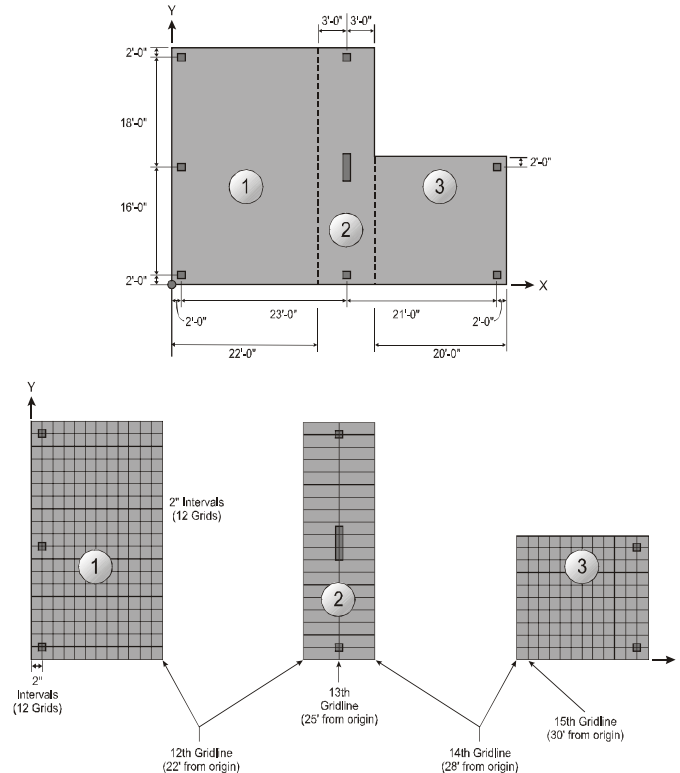 Y
3'-0" 3'-0"
2'-0"
18'-0"
2'-0"
1
3
16'-0"
2
2'-0"
X
23'-0" 21'-0"
2'-0" 2'-0"
22'-0" 20'-0"
Y
2" Intervals
(12 Grids)
1
2
3
2"
Intervals
(12 Grids)
13th
Gridline
(25' from origin)
15th Gridline
(30' from origin)
12th Gridline
(22' from origin)
14th Gridline
(28' from origin)